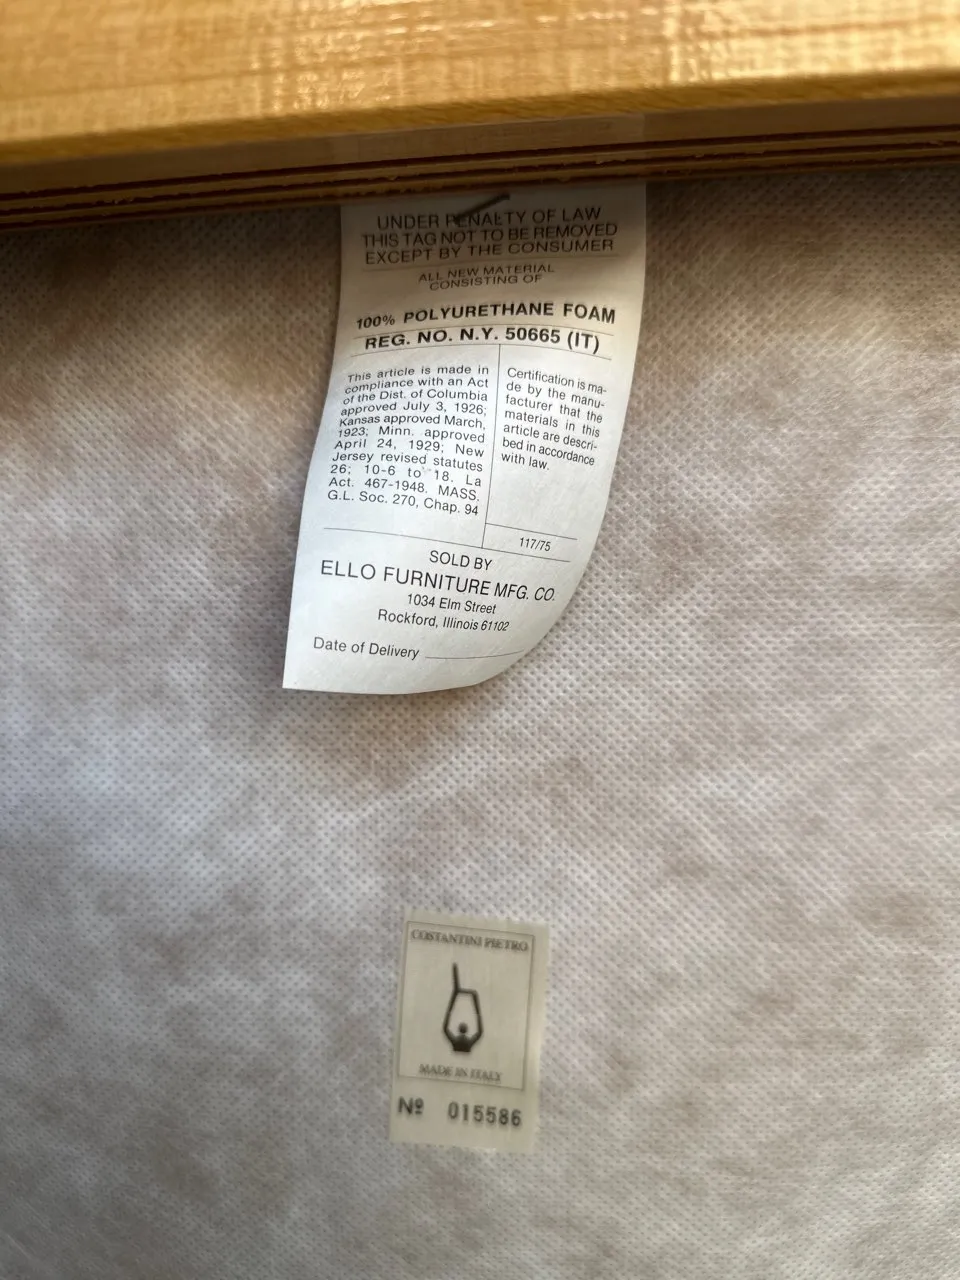 UNDER PENALTY OF LAW
THIS TAG NOT TO BE REMOVED
EXCEPT BY THE CONSUMER
ALL NEW MATERIAL
CONSISTING OF
100% POLYURETHANE FOAM
REG. NO. N.Y. 50665 (IT)
This article is made in
compliance with an Act
of the Dist. of Columbia
approved July 3, 1926;
Kansas approved March,
1923; Minn. approved
April 24, 1929; New
Jersey revised statutes
26; 10-6 to 18. La
Act. 467-1948. MASS.
G.L. Soc. 270, Chap. 94
Certification is ma-
de by the manu-
facturer that the
materials in this
article are descri-
bed in accordance
with law.
117/75
SOLD BY
ELLO FURNITURE MFG. CO.
1034 Elm Street
Rockford, Illinois 61102
Date of Delivery
COSTANTINI PIETRO
MADE IN ITALY
Nº 015586